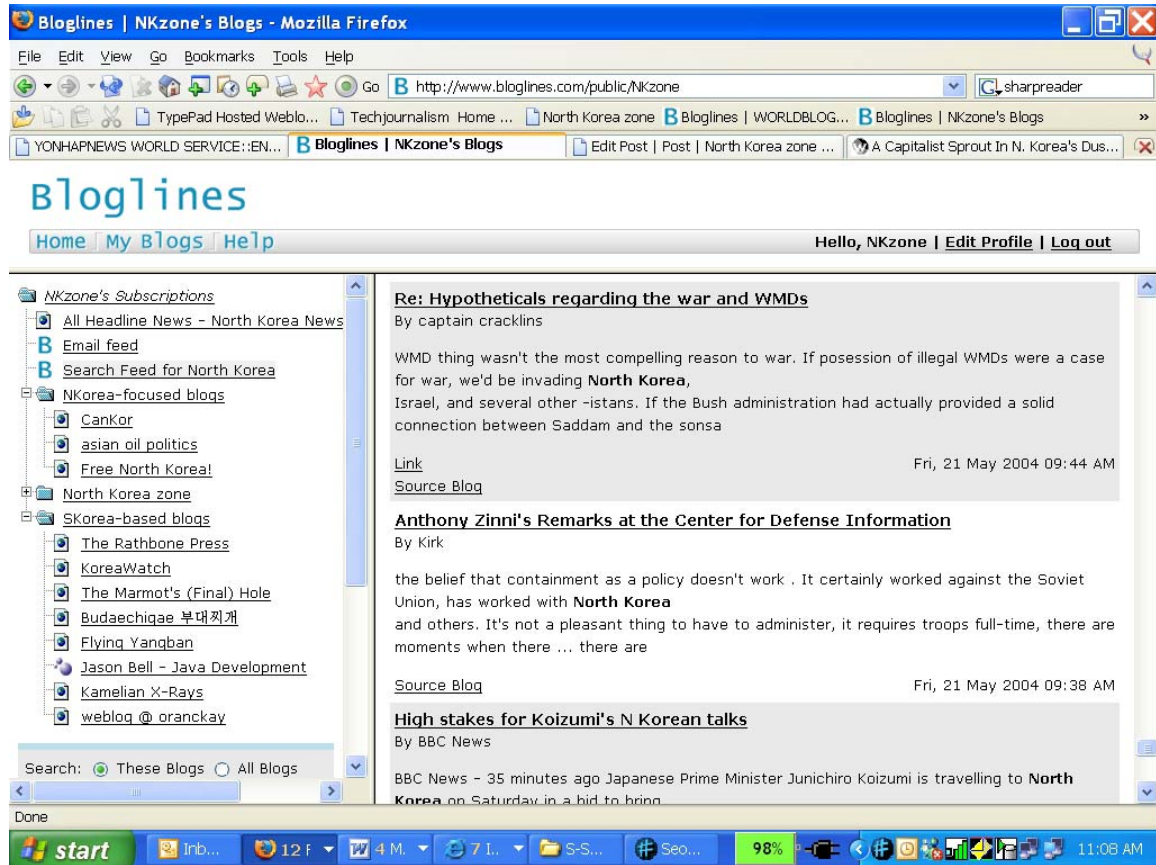 Bloglines | NKzone's Blogs - Mozilla Firefox
File Edit View Go Bookmarks Tools Help
Go http://www.bloglines.com/public/NKzone sharpreader
TypePad Hosted Weblo... Techjournalism Home ... North Korea zone Bloglines | WORLDBLOG... Bloglines | NKzone's Blogs »
YONHAPNEWS WORLD SERVICE::EN... Bloglines | NKzone's Blogs Edit Post | Post | North Korea zone ... A Capitalist Sprout In N. Korea's Dus...
Bloglines
Home | My Blogs | Help
Hello, NKzone | Edit Profile | Log out
NKzone's Subscriptions
All Headline News - North Korea News
Email feed
Search Feed for North Korea
NKorea-focused blogs
CanKor
asian oil politics
Free North Korea!
North Korea zone
SKorea-based blogs
The Rathbone Press
KoreaWatch
The Marmot's (Final) Hole
Budaechigae 부대찌개
Flying Yangban
Jason Bell - Java Development
Kamelian X-Rays
weblog @ oranckay
Search: These Blogs All Blogs
Re: Hypotheticals regarding the war and WMDs
By captain cracklins
WMD thing wasn't the most compelling reason to war. If posession of illegal WMDs were a case
for war, we'd be invading North Korea,
Israel, and several other -istans. If the Bush administration had actually provided a solid
connection between Saddam and the sonsa
Link Fri, 21 May 2004 09:44 AM
Source Blog
Anthony Zinni's Remarks at the Center for Defense Information
By Kirk
the belief that containment as a policy doesn't work . It certainly worked against the Soviet
Union, has worked with North Korea
and others. It's not a pleasant thing to have to administer, it requires troops full-time, there are
moments when there ... there are
Source Blog Fri, 21 May 2004 09:38 AM
High stakes for Koizumi's N Korean talks
By BBC News
BBC News - 35 minutes ago Japanese Prime Minister Junichiro Koizumi is travelling to North
Korea on Saturday in a bid to bring
Done
start Inb... 12 F 4 M. 7 I.. S-S... Seo... 98% 11:08 AM